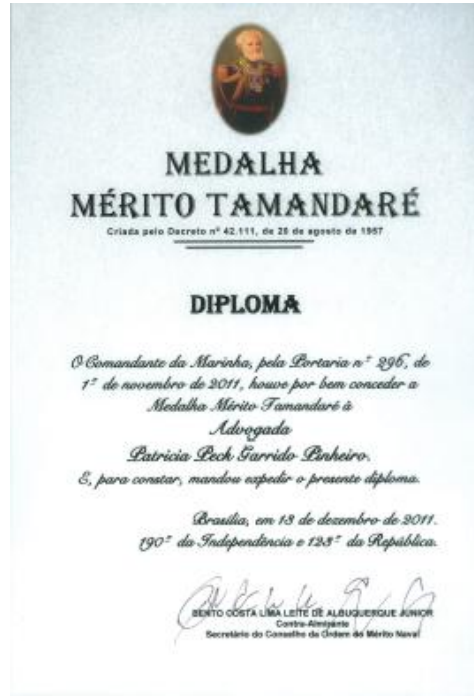 MEDALHA
MÉRITO TAMANDARÉ
Criada pelo Decreto nº 42.111, de 20 de agosto de 1957
DIPLOMA
O Comandante da Marinha, pela Portaria nº 296, de
1º de novembro de 2011, houve por bem conceder a
Medalha Mérito Tamandaré à
Advogada
Patricia Peck Garrido Pinheiro.
E, para constar, mandou expedir o presente diploma.
Brasília, em 13 de dezembro de 2011.
190º da Independência e 123º da República.
BENTO COSTA LIMA LEITE DE ALBUQUERQUE JUNIOR
Contra-Almirante
Secretário do Conselho da Ordem do Mérito Naval